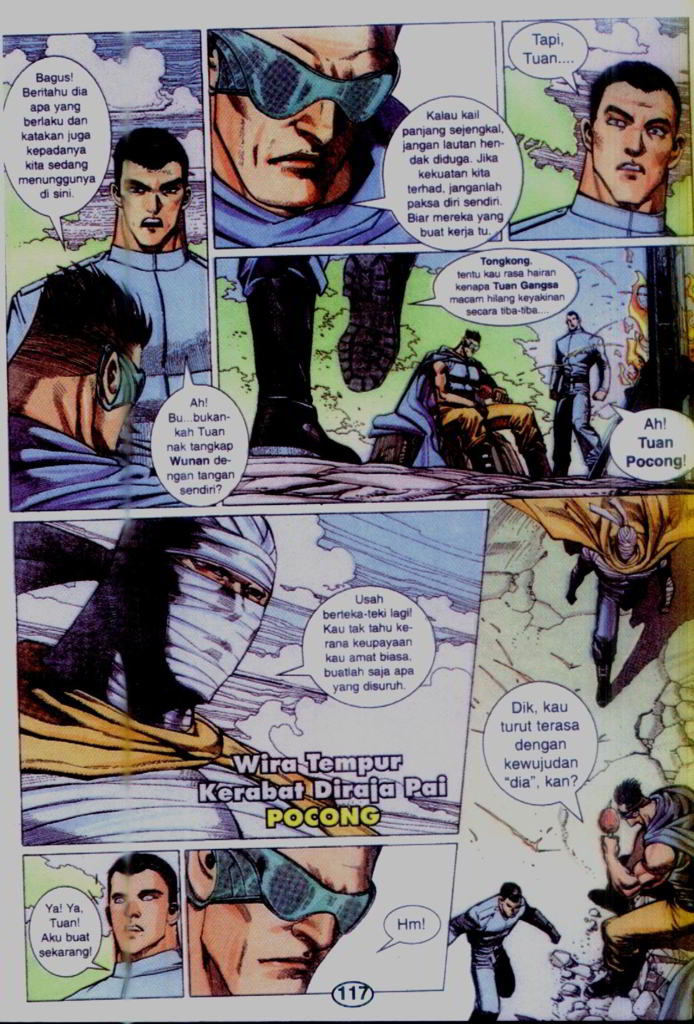 Bagus!
Beritahu dia
apa yang
berlaku dan
katakan juga
kepadanya
kita sedang
menunggunya
di sini.
Ah!
Bu...bukan-
kah Tuan
nak tangkap
Wunan de-
ngan tangan
sendiri?
Kalau kail
panjang sejengkal,
jangan lautan hen-
dak diduga. Jika
kekuatan kita
terhad, janganlah
paksa diri sendiri.
Biar mereka yang
buat kerja tu.
Tapi,
Tuan....
Tongkong,
tentu kau rasa hairan
kenapa Tuan Gangsa
macam hilang keyakinan
secara tiba-tiba....
Ah!
Tuan
Pocong!
Usah
berteka-teki lagi!
Kau tak tahu ke-
rana keupayaan
kau amat biasa,
buatlah saja apa
yang disuruh.
Wira Tempur
Kerabat Diraja Pai
POCONG
Dik, kau
turut terasa
dengan
kewujudan
"dia", kan?
Ya! Ya,
Tuan!
Aku buat
sekarang!
Hm!
117